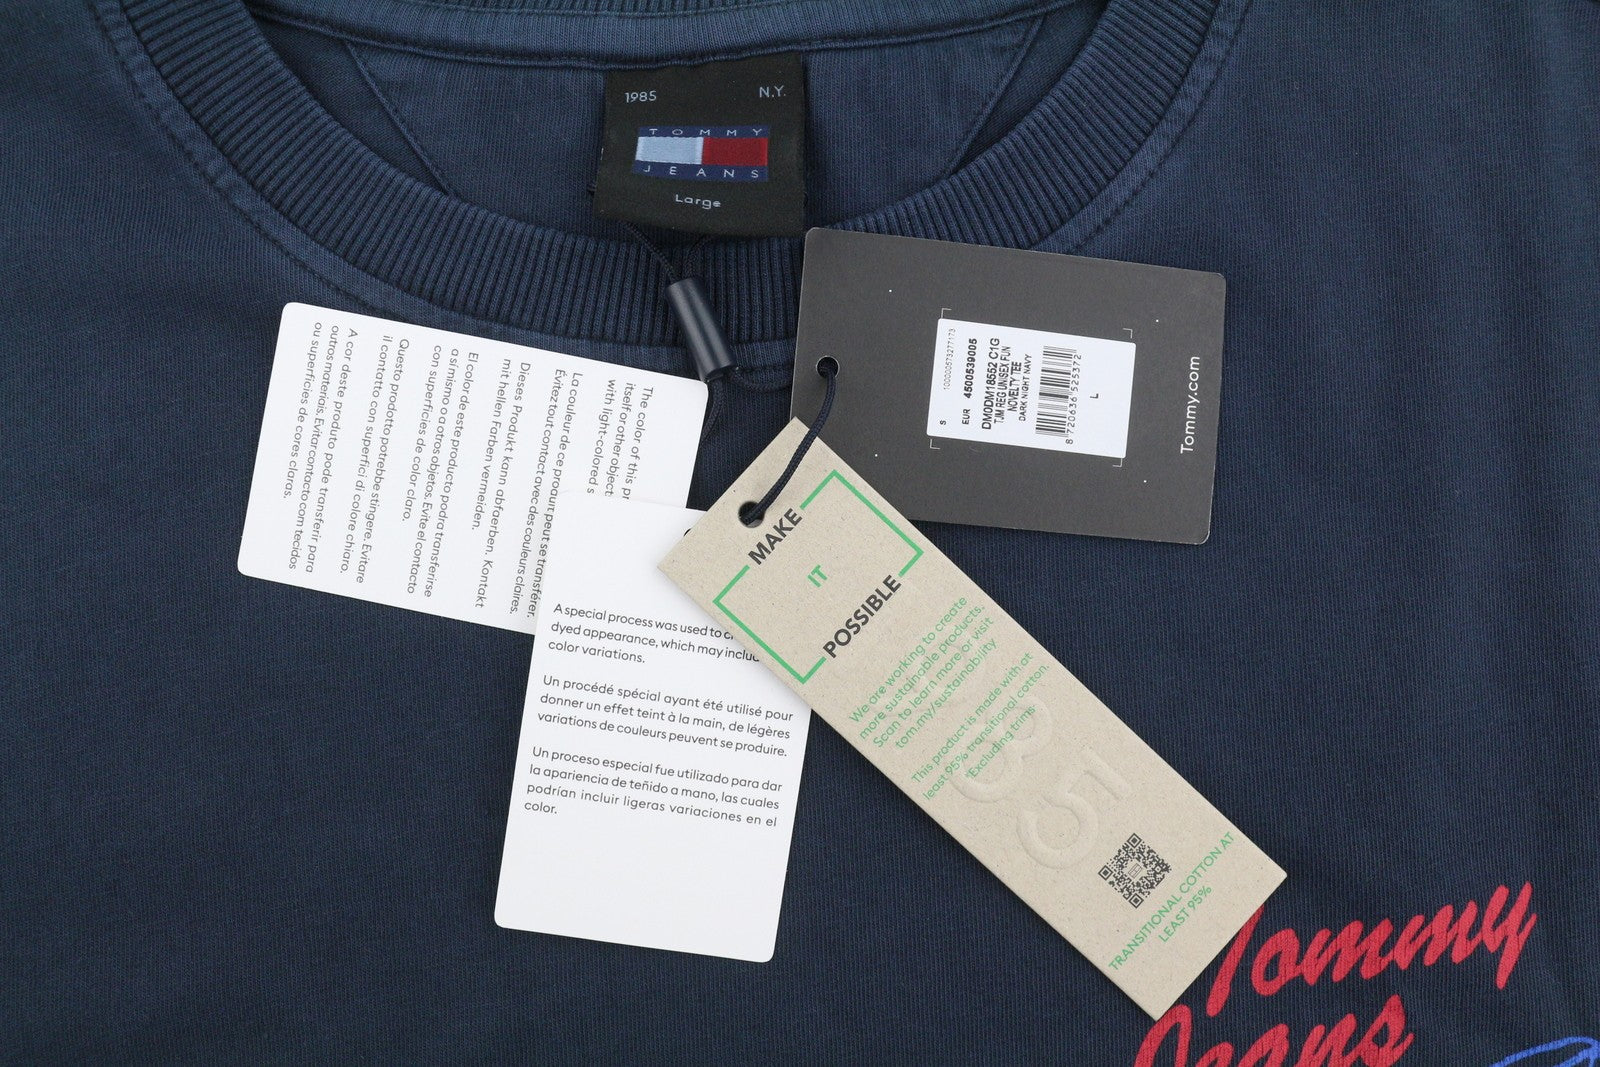 1985 N.Y.
TOMMY
JEANS
Large
The color of this pr
itself or other object
with light-colored s
La couleur de ce produit peut se transférer.
Évitez tout contact avec des couleurs claires.
Dieses Produkt kann abfaerben. Kontakt
mit hellen Farben vermeiden.
El color de este producto podra transferirse
a si mismo o a otros objetos. Evite el contacto
con superficies de color claro.
Questo prodotto potrebbe stingere. Evitare
il contatto con superfici di colore chiaro.
A cor deste produto pode transferir para
outros materiais. Evitar contacto com tecidos
ou superfícies de cores claras.
A special process was used to c
dyed appearance, which may includ
color variations.
Un procédé spécial ayant été utilisé pour
donner un effet teint à la main, de légères
variations de couleurs peuvent se produire.
Un proceso especial fue utilizado para dar
la apariencia de teñido a mano, las cuales
podrían incluir ligeras variaciones en el
color.
MAKE
IT
POSSIBLE
We are working to create
more sustainable products.
Scan to learn more or visit
tom.my/sustainability
This product is made with at
least 95% transitional cotton.
*Excluding trims
85
TRANSITIONAL COTTON AT
LEAST 95%
S 100000573277173
EUR 4500539005
DM0DM18552 C1G
TJM REG UNISEX FUN
NOVELTY TEE
DARK NIGHT NAVY
8 720636 525372
L
Tommy.com
Tommy
Jeans